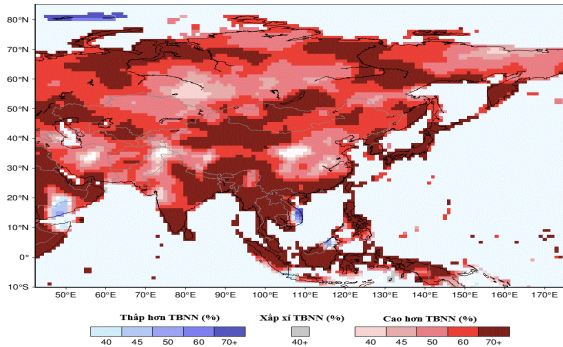 80°N
70°N
60°N
50°N
40°N
30°N
20°N
10°N
0°
10°S
50°E 60°E 70°E 80°E 90°E 100°E 110°E 120°E 130°E 140°E 150°E 160°E 170°E
Thấp hơn TBNN (%) Xấp xỉ TBNN (%) Cao hơn TBNN (%)
40 45 50 60 70+ 40+ 40 45 50 60 70+